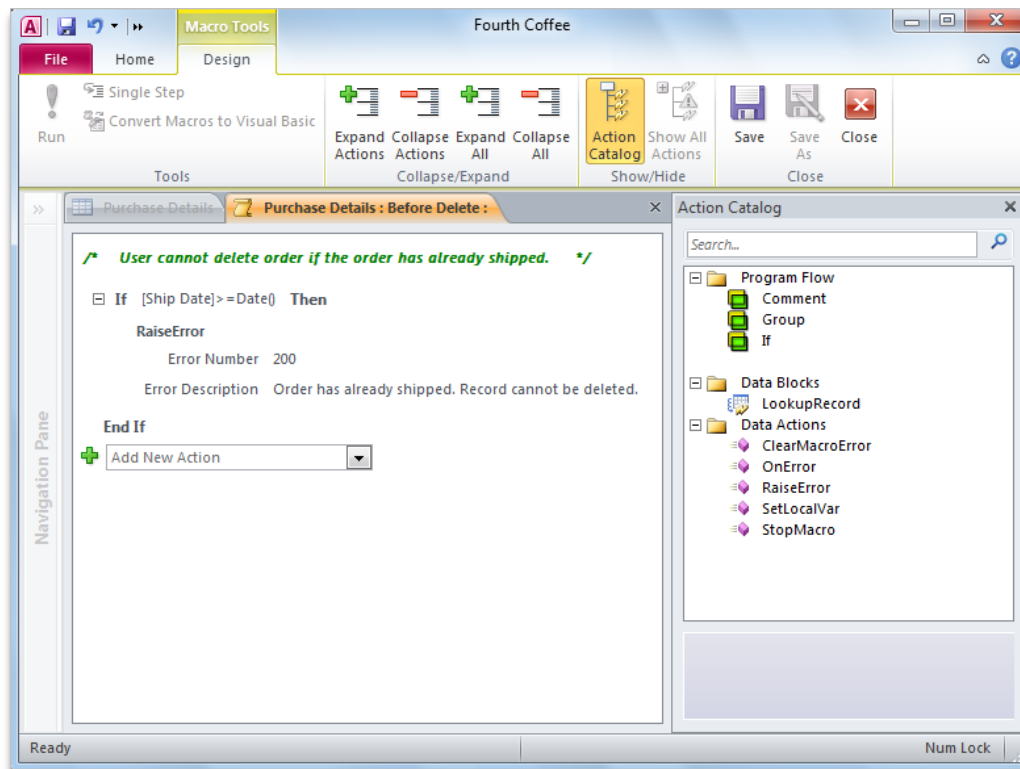 Macro Tools
Fourth Coffee
File Home Design
Run
Single Step
Convert Macros to Visual Basic
Tools
Expand Actions
Collapse Actions
Expand All
Collapse All
Collapse/Expand
Action Catalog
Show All Actions
Show/Hide
Save
Save As
Close
Close
Purchase Details
Purchase Details : Before Delete :
/* User cannot delete order if the order has already shipped. */
If [Ship Date]>=Date() Then
RaiseError
Error Number 200
Error Description Order has already shipped. Record cannot be deleted.
End If
Add New Action
Navigation Pane
Action Catalog
Search...
Program Flow
Comment
Group
If
Data Blocks
LookupRecord
Data Actions
ClearMacroError
OnError
RaiseError
SetLocalVar
StopMacro
Ready
Num Lock